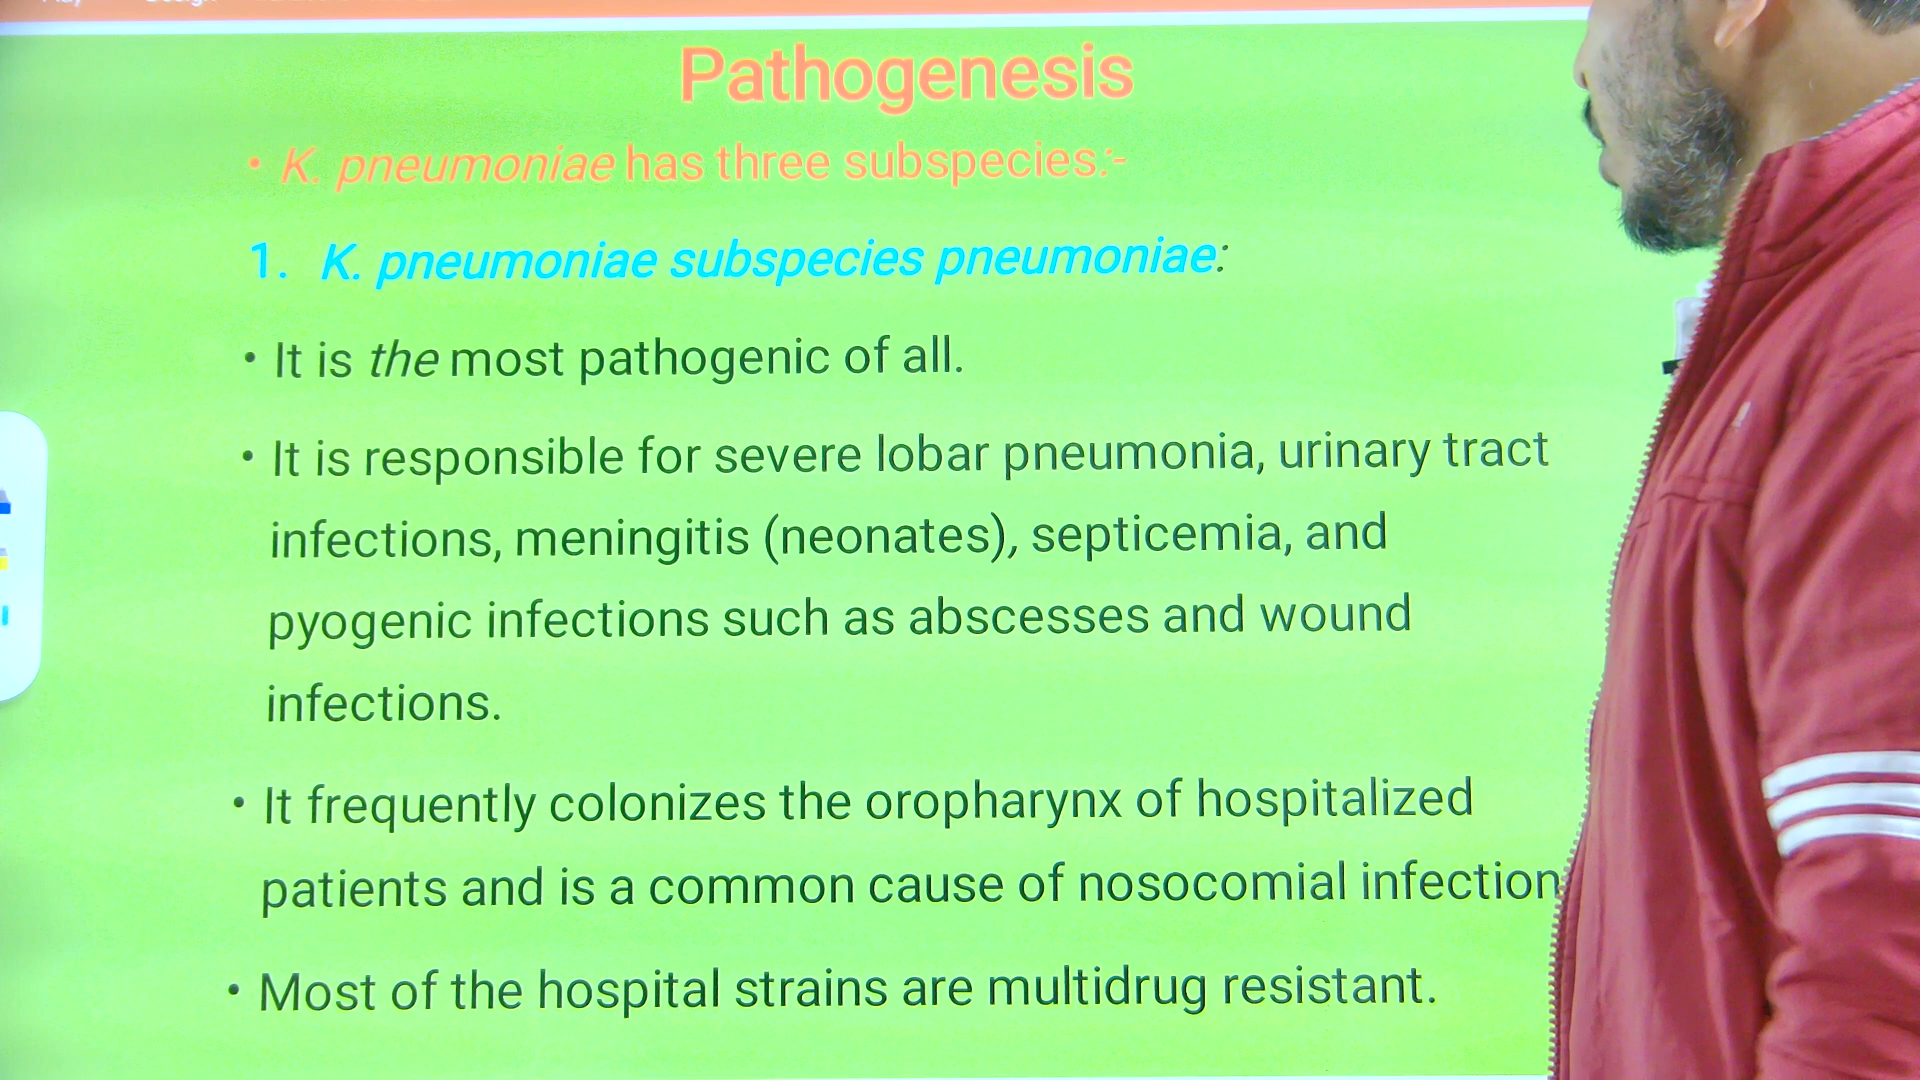 Pathogenesis
• K. pneumoniae has three subspecies:-
1. K. pneumoniae subspecies pneumoniae:
• It is the most pathogenic of all.
• It is responsible for severe lobar pneumonia, urinary tract
infections, meningitis (neonates), septicemia, and
pyogenic infections such as abscesses and wound
infections.
• It frequently colonizes the oropharynx of hospitalized
patients and is a common cause of nosocomial infection
• Most of the hospital strains are multidrug resistant.